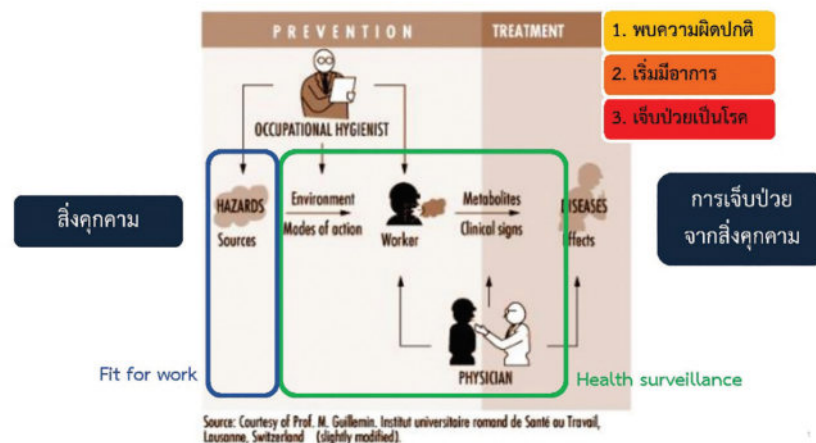 PREVENTION
TREATMENT
1. พบความผิดปกติ
2. เริ่มมีอาการ
3. เจ็บป่วยเป็นโรค
OCCUPATIONAL HYGIENIST
สิ่งคุกคาม
HAZARDS
Sources
Environment
Modes of action
Worker
Metabolites
Clinical signs
DISEASES
Effects
การเจ็บป่วย
จากสิ่งคุกคาม
Fit for work
PHYSICIAN
Health surveillance
Source: Courtesy of Prof. M. Guillemin. Institut universitaire romand de Santé au Travail,
Lausanne, Switzerland (slightly modified).